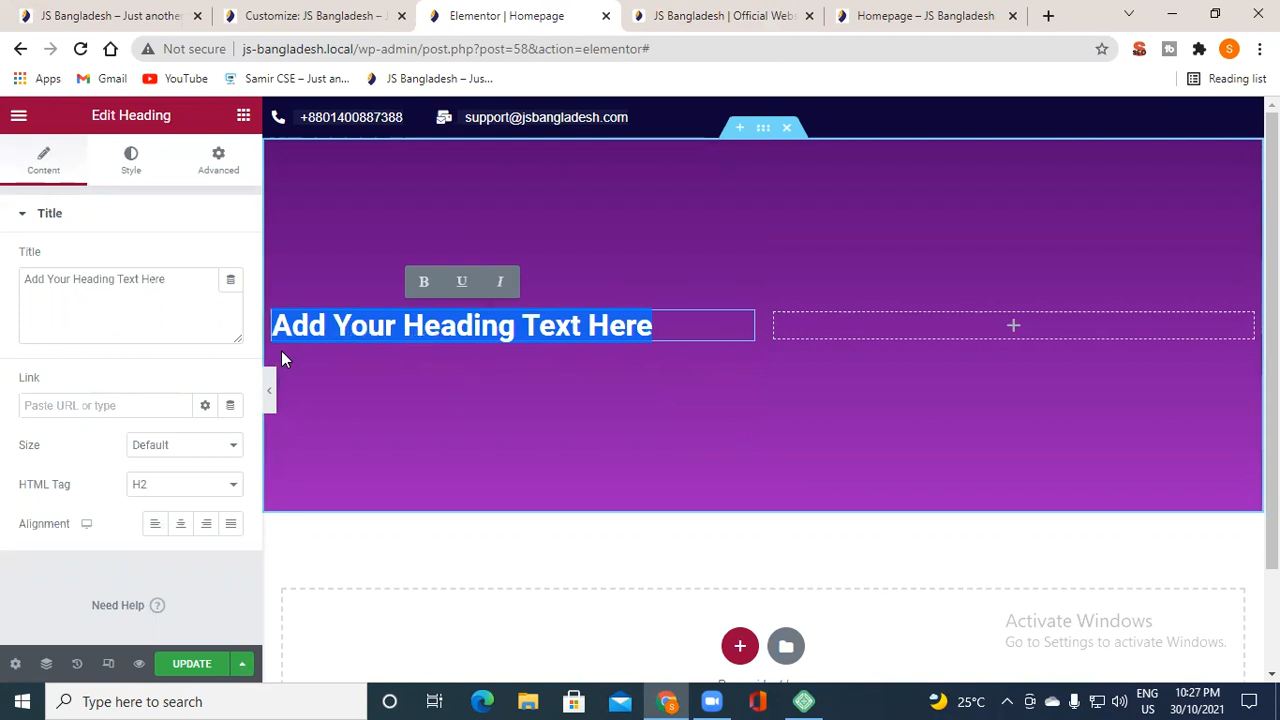 JS Bangladesh – Just anothe
Customize: JS Bangladesh – J
Elementor | Homepage
JS Bangladesh | Official Webs
Homepage – JS Bangladesh
Not secure
js-bangladesh.local/wp-admin/post.php?post=58&action=elementor#
S
Apps
Gmail
YouTube
Samir CSE – Just an...
JS Bangladesh – Jus...
Reading list
Edit Heading
+8801400887388
support@jsbangladesh.com
Content
Style
Advanced
Title
Title
Add Your Heading Text Here
B U I
Add Your Heading Text Here
Link
Paste URL or type
Size
Default
HTML Tag
H2
Alignment
Need Help ?
Activate Windows
Go to Settings to activate Windows.
UPDATE
Type here to search
25°C
ENG
US
10:27 PM
30/10/2021